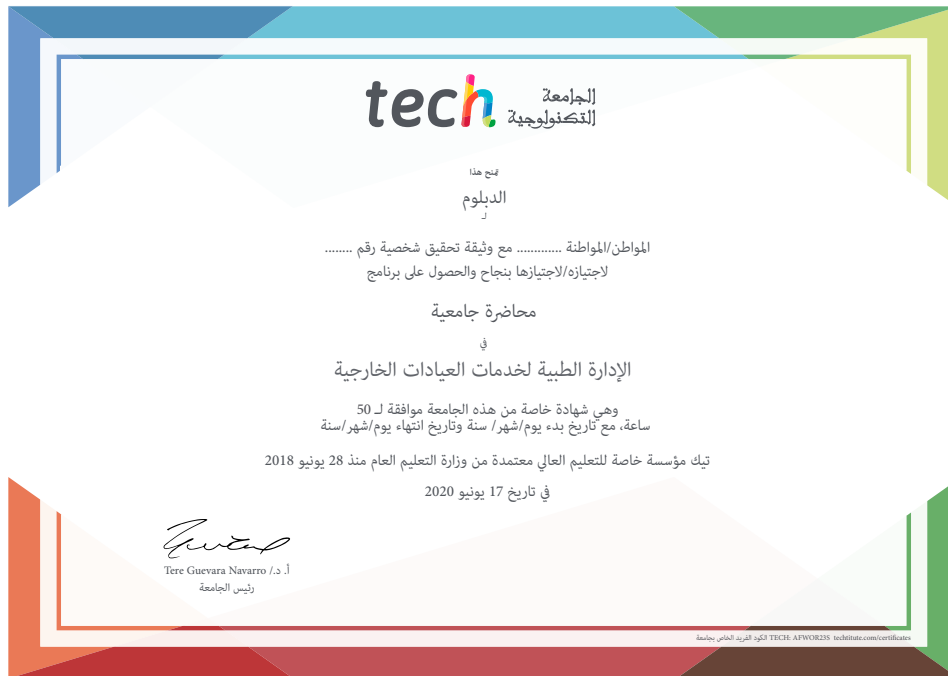 tech الجامعة
التكنولوجية
يمنح هذا
الدبلوم
لـ
المواطن/المواطنة ............. مع وثيقة تحقيق شخصية رقم ........
لاجتيازه/لاجتيازها بنجاح والحصول على برنامج
محاضرة جامعية
في
الإدارة الطبية لخدمات العيادات الخارجية
وهي شهادة خاصة من هذه الجامعة موافقة لـ 50
ساعة، مع تاريخ بدء يوم/شهر/ سنة وتاريخ انتهاء يوم/شهر/سنة
تيك مؤسسة خاصة للتعليم العالي معتمدة من وزارة التعليم العام منذ 28 يونيو 2018
في تاريخ 17 يونيو 2020
أ. د./ Tere Guevara Navarro
رئيس الجامعة
الكود الفريد الخاص بجامعة TECH: AFWOR23S techtitute.com/certificates